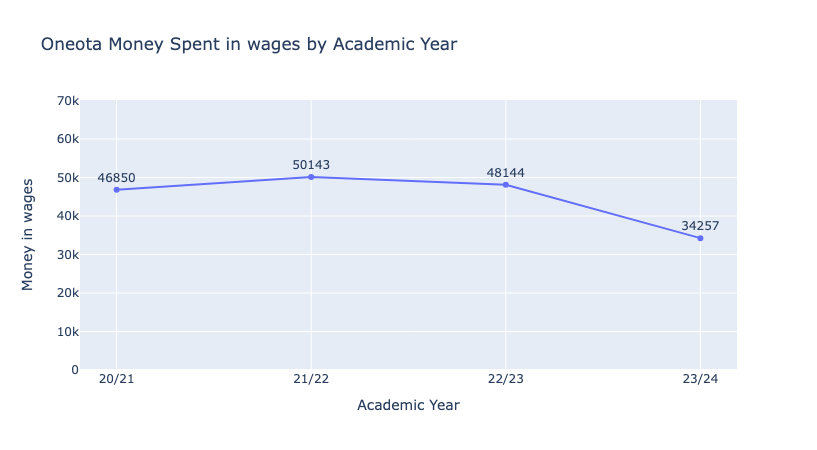 Oneota Money Spent in wages by Academic Year
70k
60k
50k
40k
30k
20k
10k
0
Money in wages
46850
50143
48144
34257
20/21 21/22 22/23 23/24
Academic Year